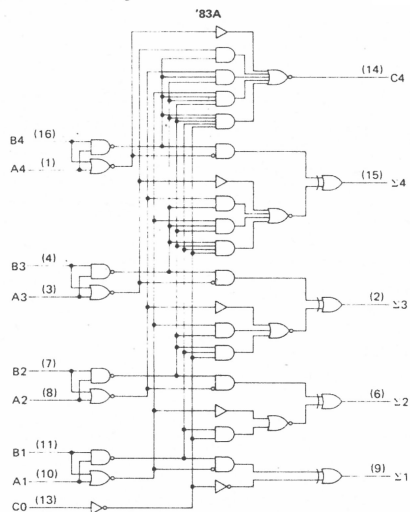 '83A
(14) C4
B4 (16)
A4 (1)
(15) Σ4
B3 (4)
A3 (3)
(2) Σ3
B2 (7)
A2 (8)
(6) Σ2
B1 (11)
A1 (10)
(9) Σ1
C0 (13)